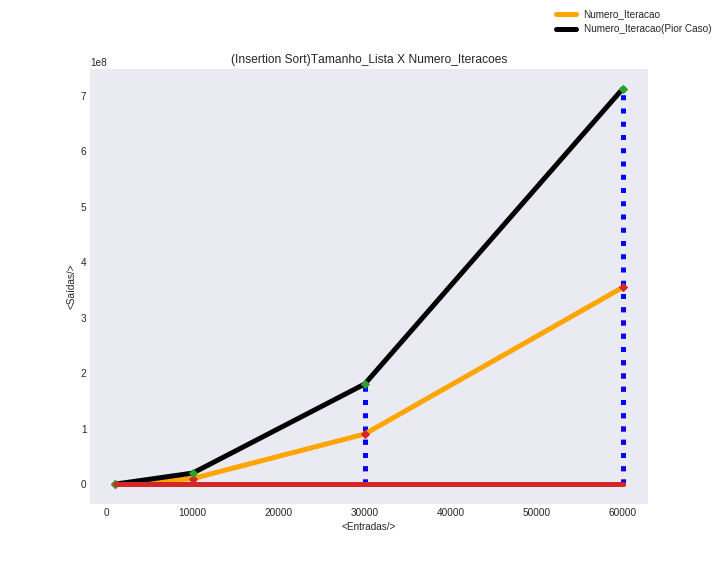 Numero_Iteracao
Numero_Iteracao(Pior Caso)
(Insertion Sort)Tamanho_Lista X Numero_Iteracoes
1e8
7
6
5
4
3
2
1
0
<Saidas/>
0 10000 20000 30000 40000 50000 60000
<Entradas/>